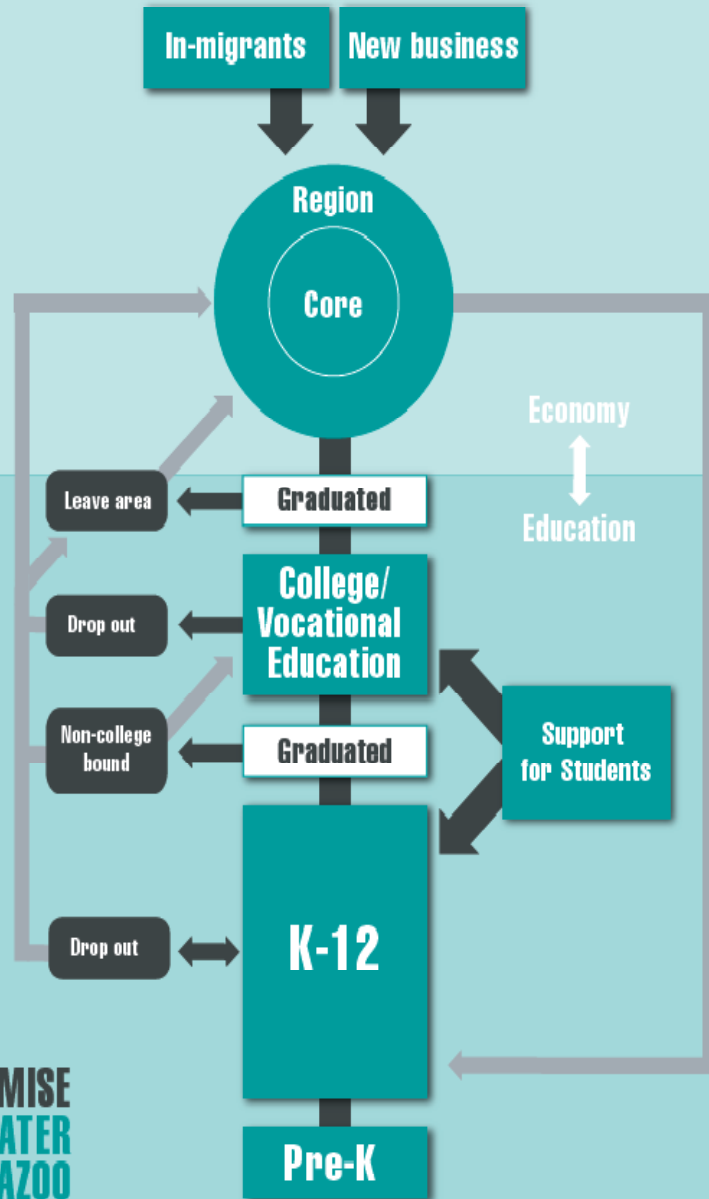 In-migrants
New business
Region
Core
Economy
Education
Leave area
Graduated
College/
Vocational
Education
Drop out
Non-college
bound
Graduated
Support
for Students
K-12
Drop out
MISE
ATER
AZOO
Pre-K